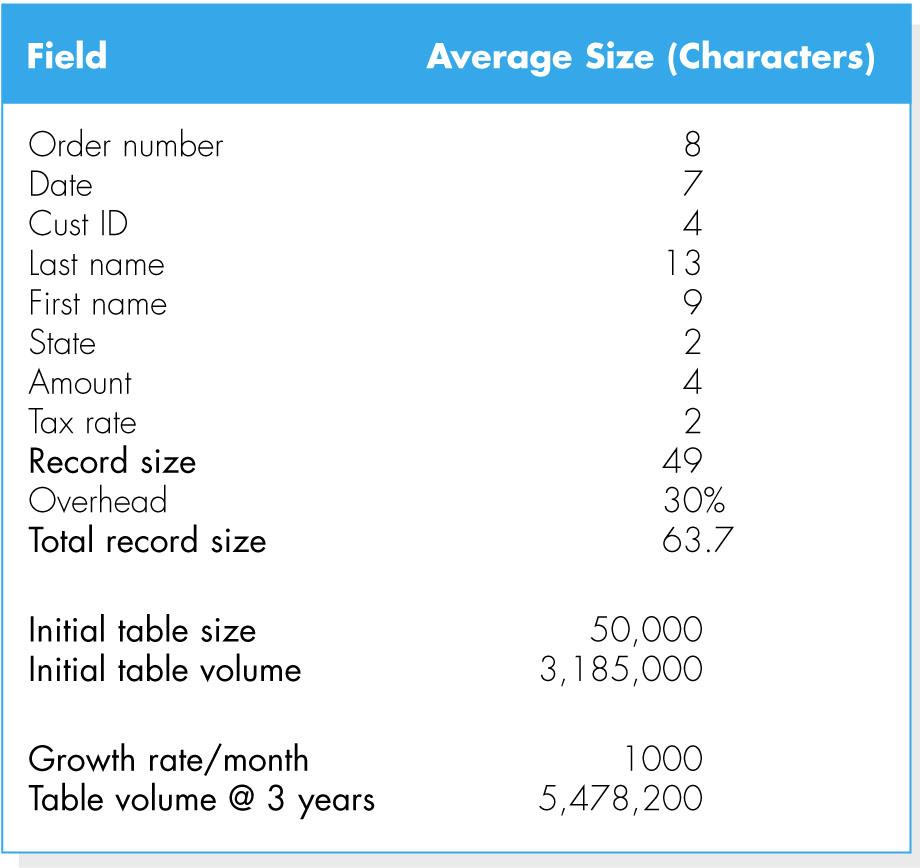 Field Average Size (Characters)
Order number 8
Date 7
Cust ID 4
Last name 13
First name 9
State 2
Amount 4
Tax rate 2
Record size 49
Overhead 30%
Total record size 63.7
Initial table size 50,000
Initial table volume 3,185,000
Growth rate/month 1000
Table volume @ 3 years 5,478,200